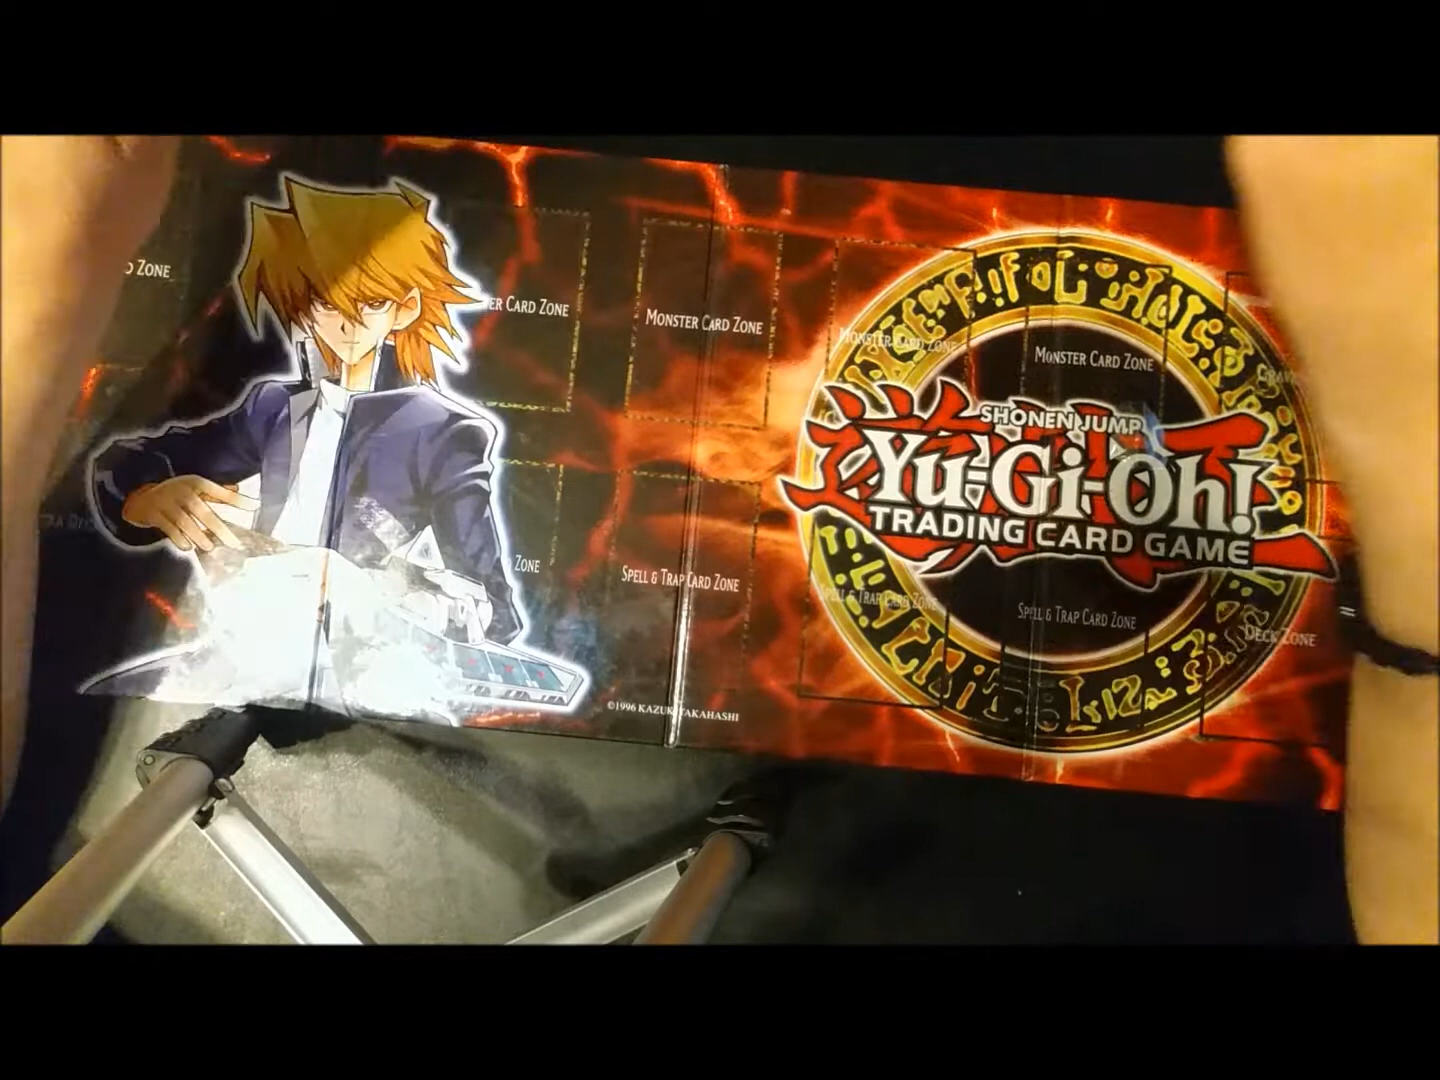 D ZONE
ER CARD ZONE
MONSTER CARD ZONE
MONSTER CARD ZONE
MONSTER CARD ZONE
SHONEN JUMP
Yu-Gi-Oh!
TRADING CARD GAME
D ZONE
SPELL & TRAP CARD ZONE
SPELL & TRAP CARD ZONE
SPELL & TRAP CARD ZONE
DECK ZONE
©1996 KAZUKI TAKAHASHI